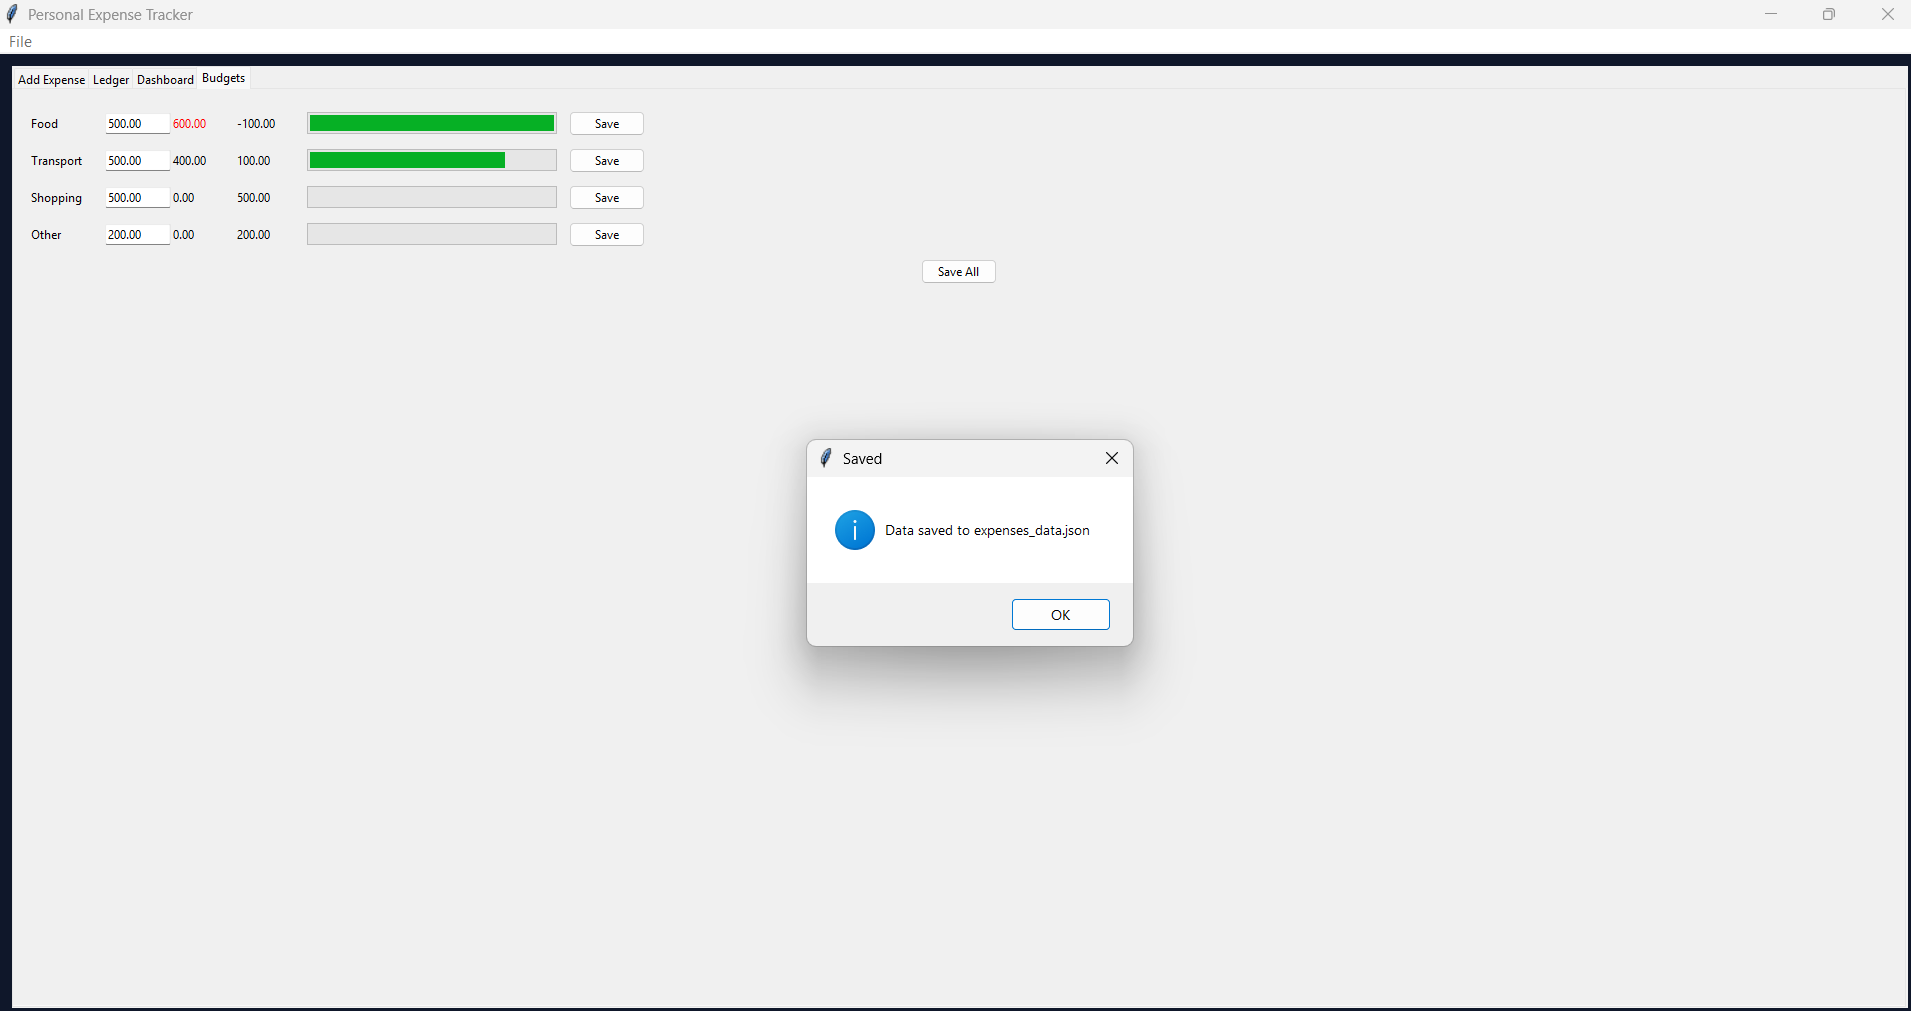 Personal Expense Tracker
File
Add Expense Ledger Dashboard Budgets
Food 500.00 600.00 -100.00 Save
Transport 500.00 400.00 100.00 Save
Shopping 500.00 0.00 500.00 Save
Other 200.00 0.00 200.00 Save
Save All
Saved
Data saved to expenses_data.json
OK